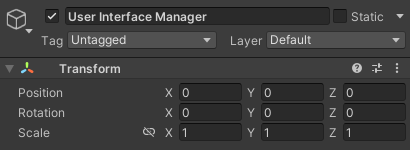 User Interface Manager Static
Tag Untagged Layer Default
Transform
Position X 0 Y 0 Z 0
Rotation X 0 Y 0 Z 0
Scale X 1 Y 1 Z 1